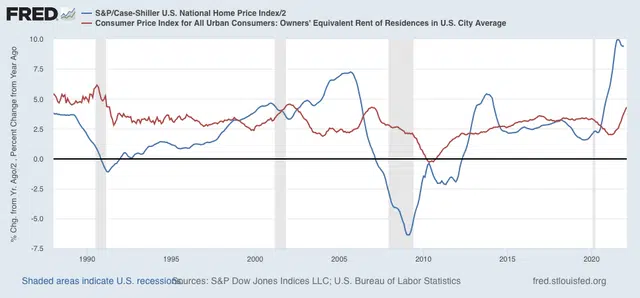 FRED
S&P/Case-Shiller U.S. National Home Price Index/2
Consumer Price Index for All Urban Consumers: Owners' Equivalent Rent of Residences in U.S. City Average
% Chg. from Yr. Ago/2 , Percent Change from Year Ago
10.0
7.5
5.0
2.5
0.0
-2.5
-5.0
-7.5
1990
1995
2000
2005
2010
2015
2020
Shaded areas indicate U.S. recessions.
Sources: S&P Dow Jones Indices LLC; U.S. Bureau of Labor Statistics
fred.stlouisfed.org